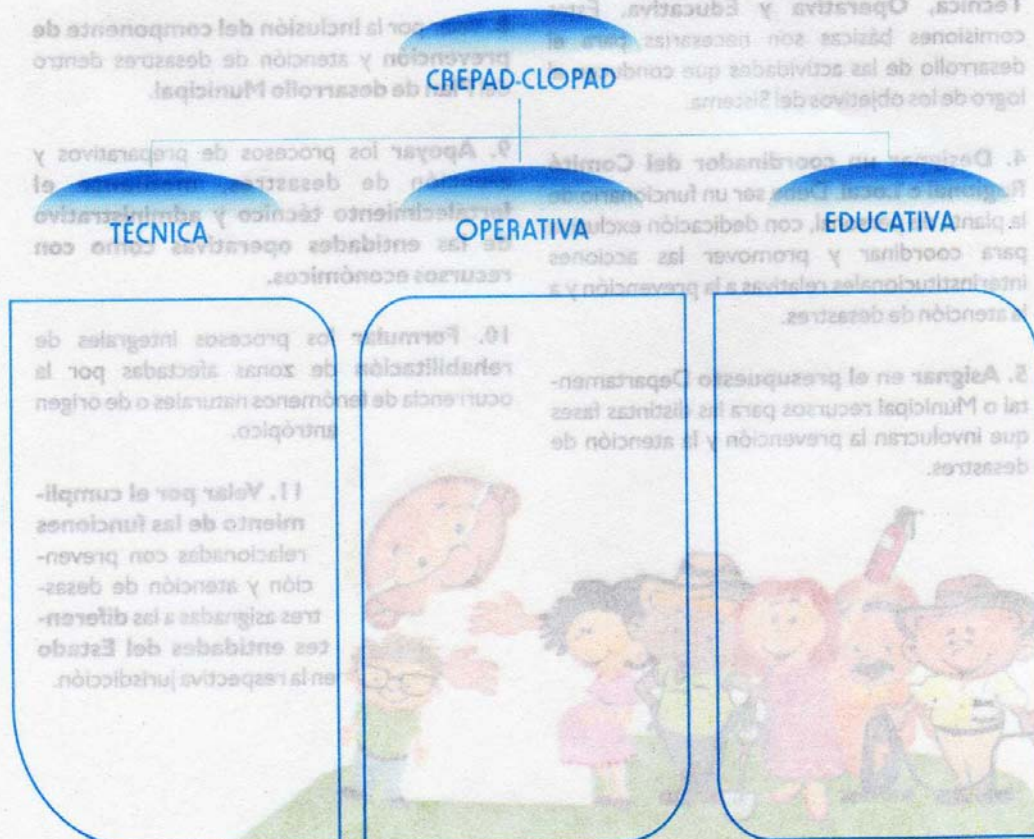 CREPAD-CLOPAD
TÉCNICA
OPERATIVA
EDUCATIVA
Técnica, Operativa y Educativa. Estas
comisiones básicas son necesarias para el
desarrollo de las actividades que conducen al
logro de los objetivos del Sistema.
4. Designar un coordinador del Comité
Regional o Local. Debe ser un funcionario de
la planta con dedicación
para coordinar y promover las acciones
interinstitucionales relativas a la prevención y a
la atención de desastres.
5. Asignar en el presupuesto Departamen-
tal o Municipal recursos para las distintas fases
que involucran la prevención y la atención de
desastres.
por la inclusión del componente de
prevención y atención de desastres dentro
de desarrollo Municipal.
9. Apoyar los procesos de preparativos y
atención de desastres, mediante el
fortalecimiento técnico y administrativo
de las entidades operativas como con
recursos económicos.
10. Formular los procesos integrales de
rehabilitación de zonas afectadas por la
ocurrencia de fenómenos naturales o de origen
antrópico.
11. Velar por el cumpli-
miento de las funciones
relacionadas con preven-
ción y atención de desas-
tres asignadas a las diferen-
tes entidades del Estado
en la respectiva jurisdicción.